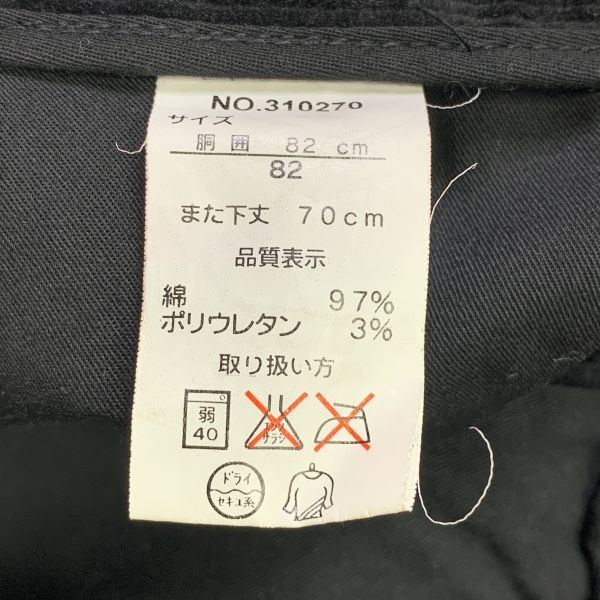 NO.310279
サイズ
胴囲 82 cm
82
また下丈 70cm
品質表示
綿 97%
ポリウレタン 3%
取り扱い方
弱
40
エンソ
サラシ
ドライ
セキユ系